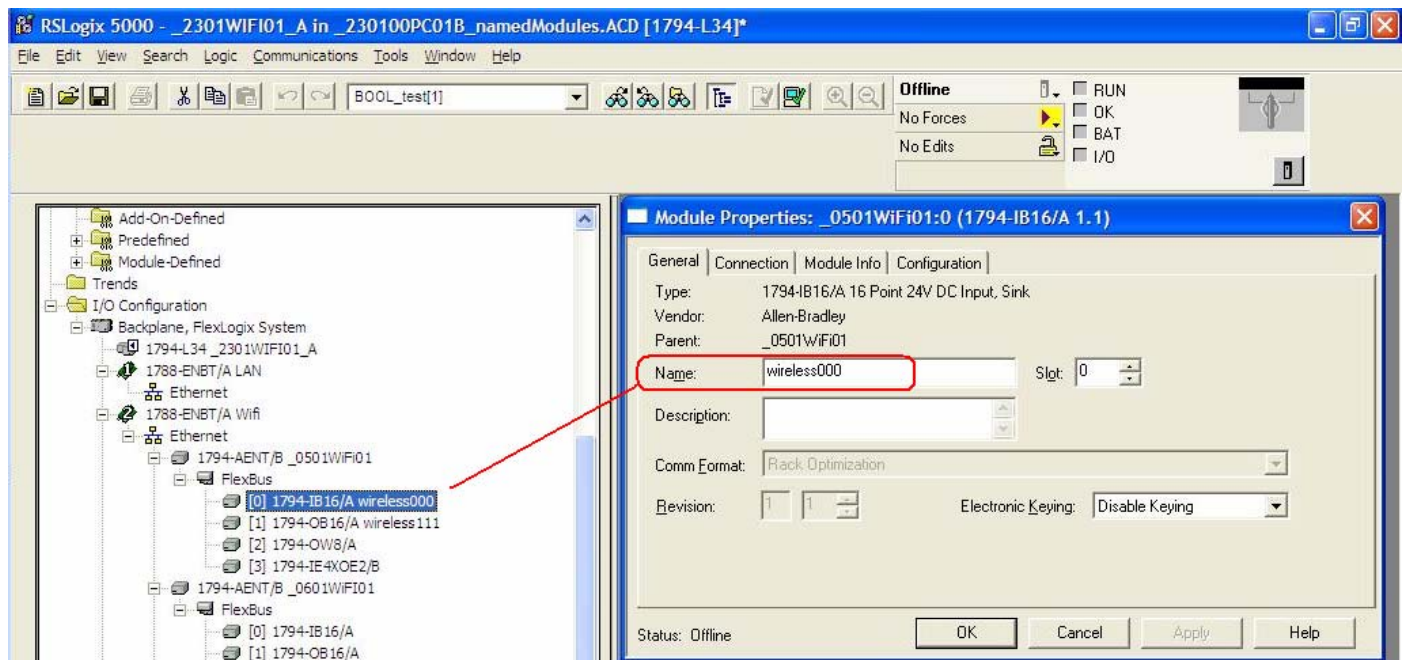 RSLogix 5000 - _2301WIFI01_A in _230100PC01B_namedModules.ACD [1794-L34]*
File Edit View Search Logic Communications Tools Window Help
BOOL_test[1]
Offline
No Forces
No Edits
RUN
OK
BAT
I/O
Add-On-Defined
Predefined
Module-Defined
Trends
I/O Configuration
Backplane, FlexLogix System
1794-L34 _2301WIFI01_A
1788-ENBT/A LAN
Ethernet
1788-ENBT/A Wifi
Ethernet
1794-AENT/B _0501WiFi01
FlexBus
[0] 1794-IB16/A wireless000
[1] 1794-OB16/A wireless111
[2] 1794-OW8/A
[3] 1794-IE4XOE2/B
1794-AENT/B _0601WiFI01
FlexBus
[0] 1794-IB16/A
[1] 1794-OB16/A
Module Properties: _0501WiFi01:0 (1794-IB16/A 1.1)
General Connection Module Info Configuration
Type: 1794-IB16/A 16 Point 24V DC Input, Sink
Vendor: Allen-Bradley
Parent: _0501WiFi01
Name: wireless000 Slot: 0
Description:
Comm Format: Rack Optimization
Revision: 1 1 Electronic Keying: Disable Keying
Status: Offline OK Cancel Apply Help